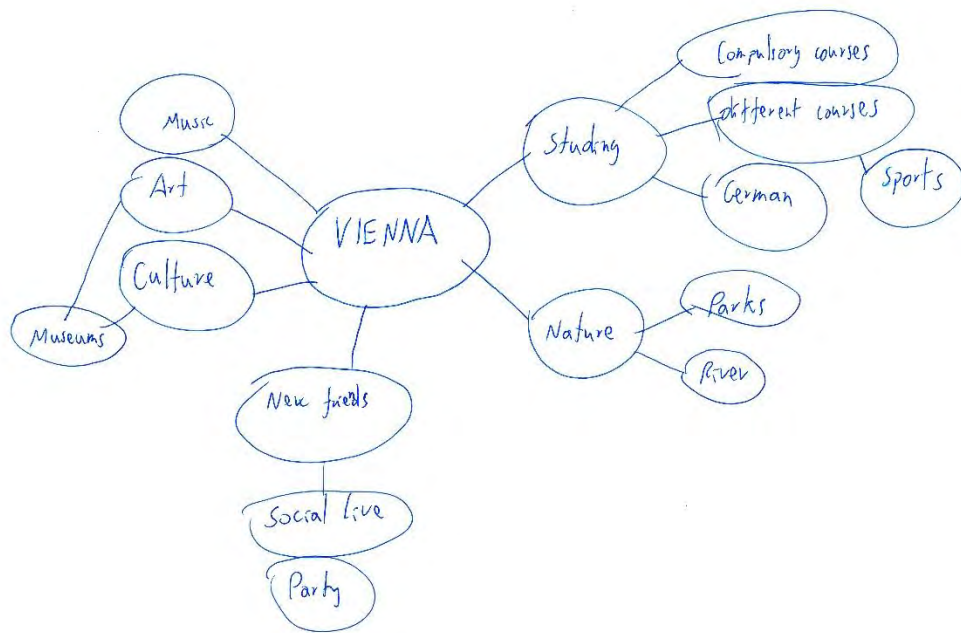 Compulsory courses
different courses
Sports
Studing
German
Music
Art
Culture
Museums
VIENNA
Nature
Parks
River
New frieds
Social live
Party